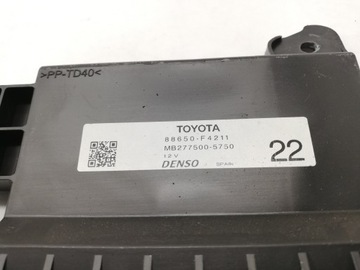 >PP-TD40<
TOYOTA
88650-F4211
MB277500-5750
12V
DENSO
22